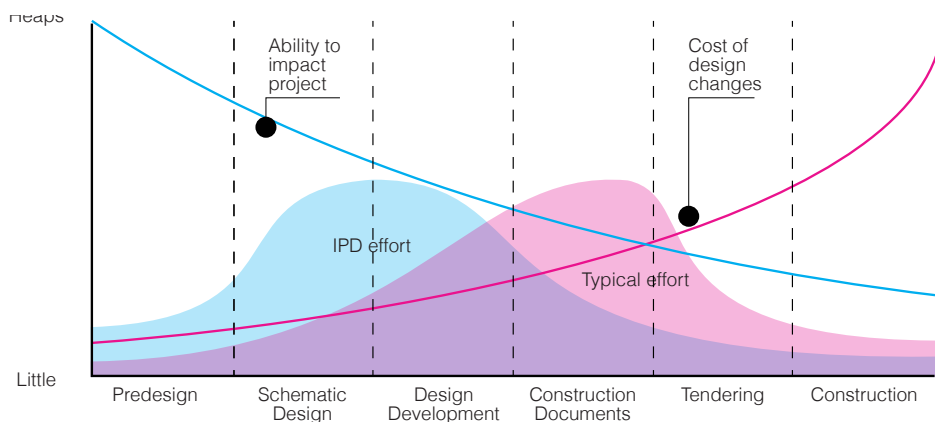 Heaps
Ability to
impact
project
Cost of
design
changes
IPD effort
Typical effort
Little
Predesign
Schematic
Design
Design
Development
Construction
Documents
Tendering
Construction